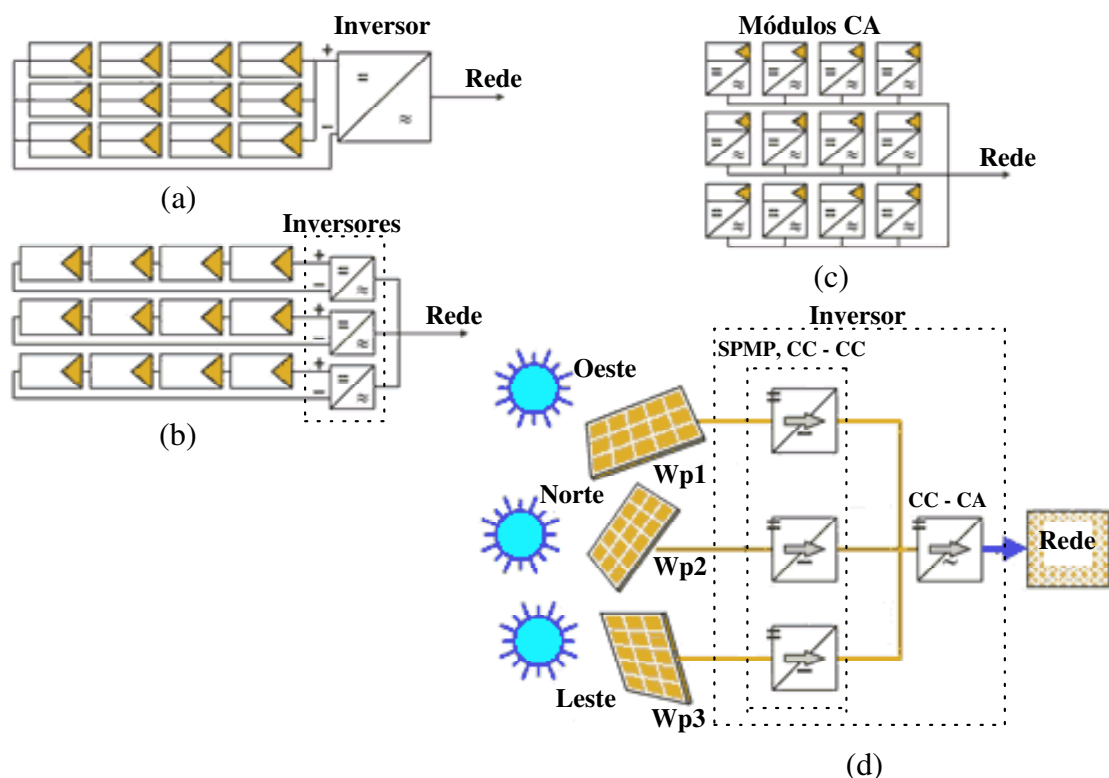 Inversor
+
Rede
−
(a)
Inversores
+
−
+
−
Rede
+
−
(b)
Módulos CA
Rede
(c)
Inversor
SPMP, CC - CC
Oeste
Wp1
Norte
CC - CA
Rede
Wp2
Leste
Wp3
(d)